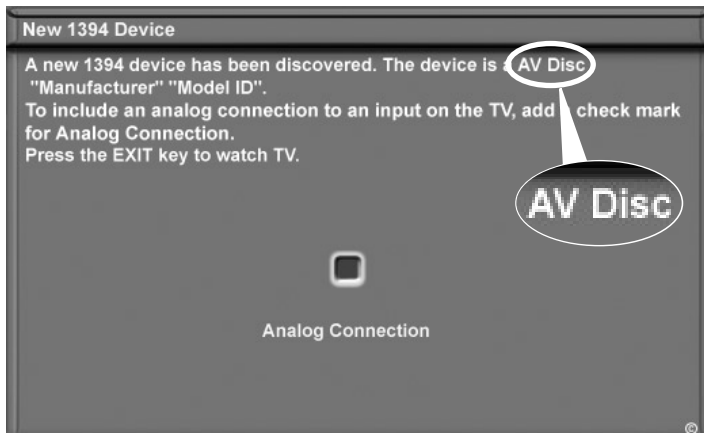 New 1394 Device
A new 1394 device has been discovered. The device is a AV Disc
"Manufacturer" "Model ID".
To include an analog connection to an input on the TV, add check mark
for Analog Connection.
Press the EXIT key to watch TV.
AV Disc
Analog Connection
©